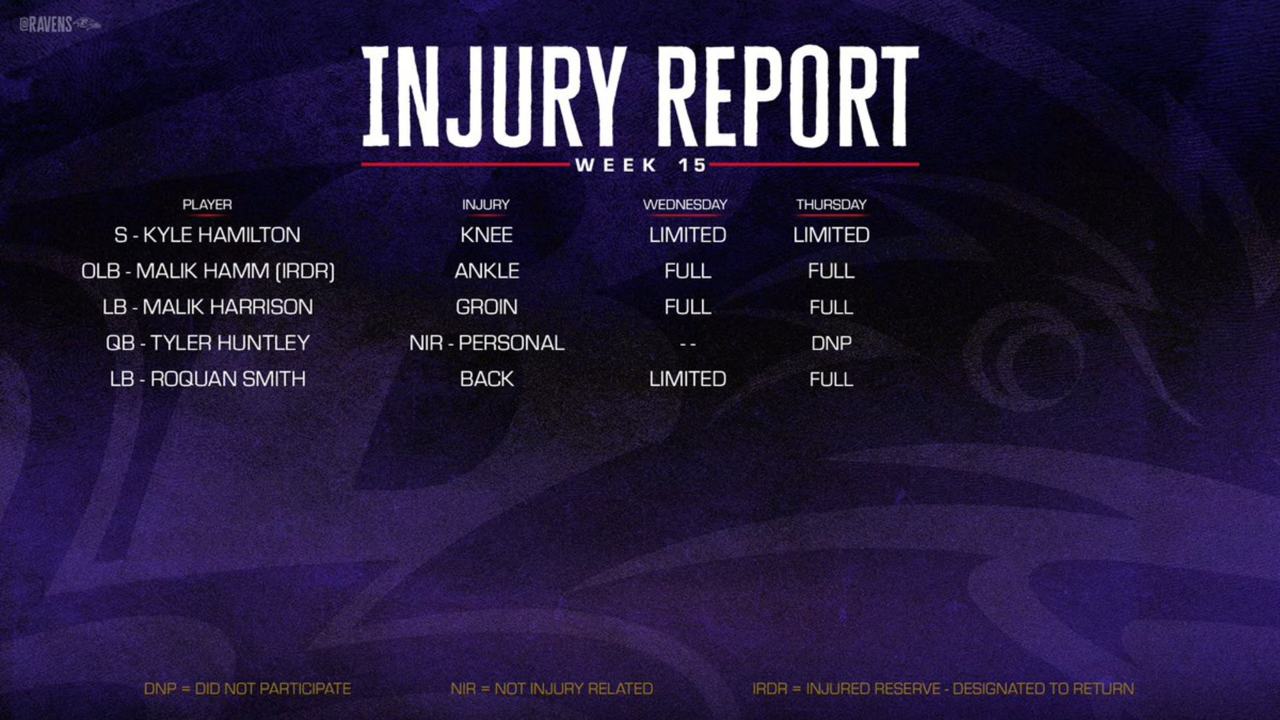 @RAVENS
INJURY REPORT
WEEK 15
PLAYER INJURY WEDNESDAY THURSDAY
S - KYLE HAMILTON KNEE LIMITED LIMITED
OLB - MALIK HAMM (IRDR) ANKLE FULL FULL
LB - MALIK HARRISON GROIN FULL FULL
QB - TYLER HUNTLEY NIR - PERSONAL -- DNP
LB - ROQUAN SMITH BACK LIMITED FULL
DNP = DID NOT PARTICIPATE NIR = NOT INJURY RELATED IRDR = INJURED RESERVE - DESIGNATED TO RETURN